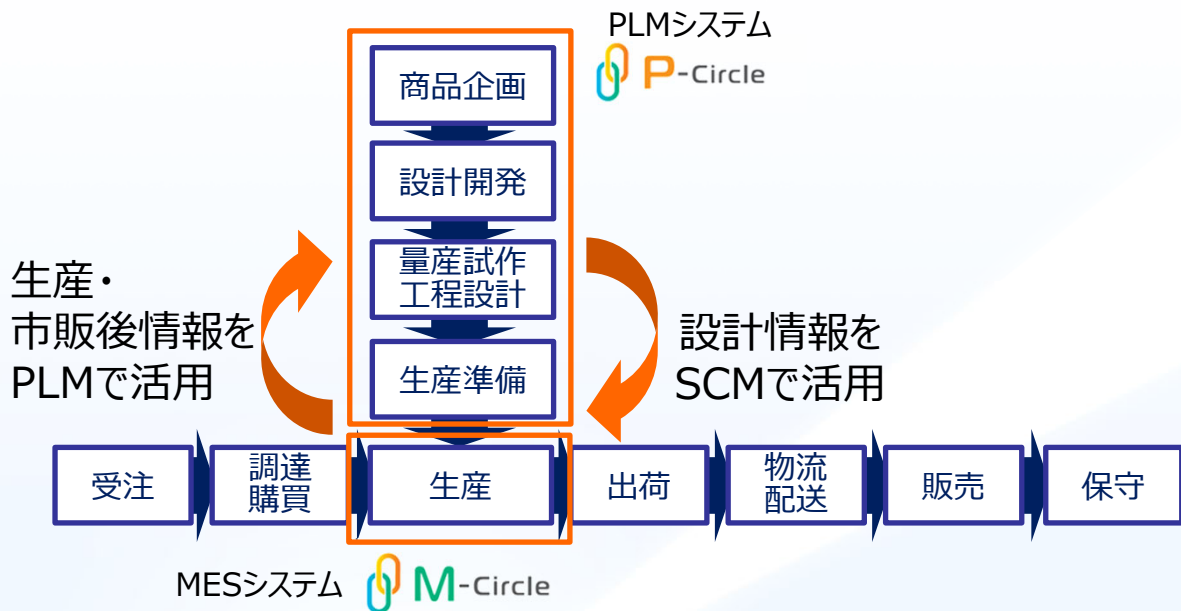 PLMシステム
P-Circle
商品企画
設計開発
量産試作
工程設計
生産準備
生産・
市販後情報を
PLMで活用
設計情報を
SCMで活用
受注
調達
購買
生産
出荷
物流
配送
販売
保守
MESシステム
M-Circle